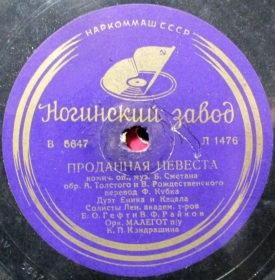 НАРКОММАШ СССР
Ногинский завод
В 6647 Л 1476
ПРОДАННАЯ НЕВЕСТА
комич. оп. муз. Б. Сметана
обр. А. Толстого и В. Рождественского
перевод Ф. Кубка
Дуэт Еника и Кецала
Солисты Лен. академ. т-ров
Б. О. Гефт и В. Ф. Райков
Орк. МАЛЕГОТ п/у
К. П. Кондрашина